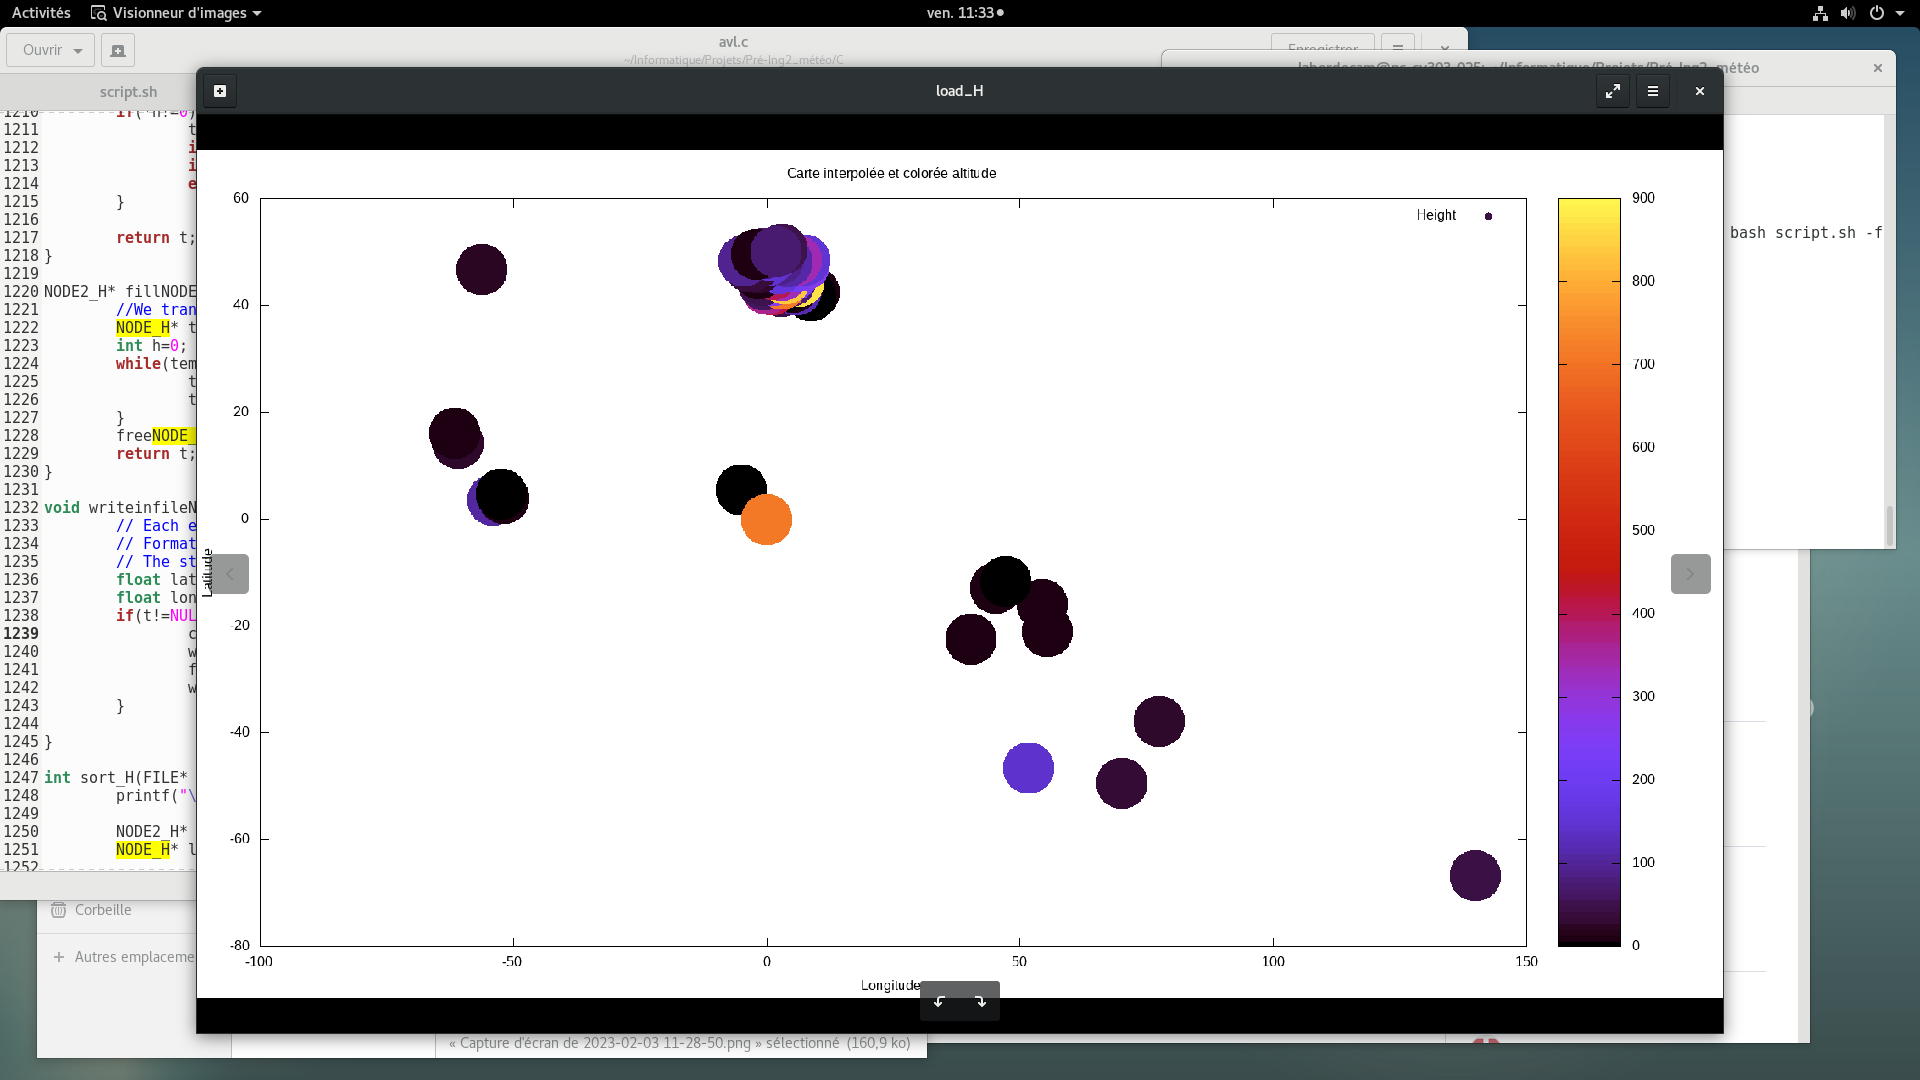 Activités
Visionneur d'images
ven. 11:33
Ouvrir
avl.c
~/Informatique/Projets/Pré-Ing2_météo/C
Enregistrer
script.sh
load_H
météo
bash script.sh -f
1210 if(*h!=0)
1211 t
1212 i
1213 i
1214 e
1215 }
1216
1217 return t;
1218 }
1219
1220 NODE2_H* fillNODE
1221 //We tran
1222 NODE_H* t
1223 int h=0;
1224 while(tem
1225 t
1226 t
1227 }
1228 freeNODE_
1229 return t;
1230 }
1231
1232 void writeinfileN
1233 // Each e
1234 // Format
1235 // The st
1236 float lat
1237 float lon
1238 if(t!=NUL
1239 c
1240 w
1241 f
1242 w
1243 }
1244
1245 }
1246
1247 int sort_H(FILE*
1248 printf("\
1249
1250 NODE2_H*
1251 NODE_H* l
1252
Carte interpolée et colorée altitude
Height
60
40
20
0
-20
-40
-60
-80
-100
-50
0
50
100
150
Latitude
Longitude
900
800
700
600
500
400
300
200
100
0
Corbeille
Autres emplaceme
« Capture d'écran de 2023-02-03 11-28-50.png » sélectionné (160,9 ko)